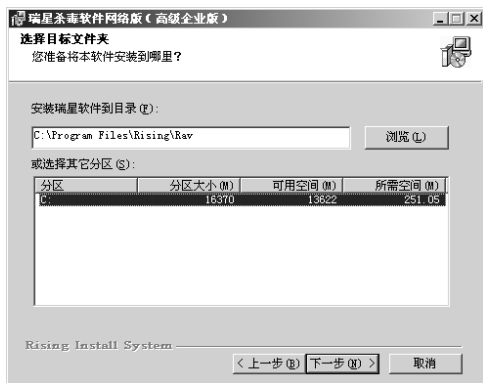 瑞星杀毒软件网络版(高级企业版)
选择目标文件夹
您准备将本软件安装到哪里?
安装瑞星软件到目录(F):
C:\Program Files\Rising\Rav
浏览(L)
或选择其它分区(S):
分区 分区大小(M) 可用空间(M) 所需空间(M)
C: 16370 13622 251.05
Rising Install System
< 上一步(B) 下一步(N) > 取消